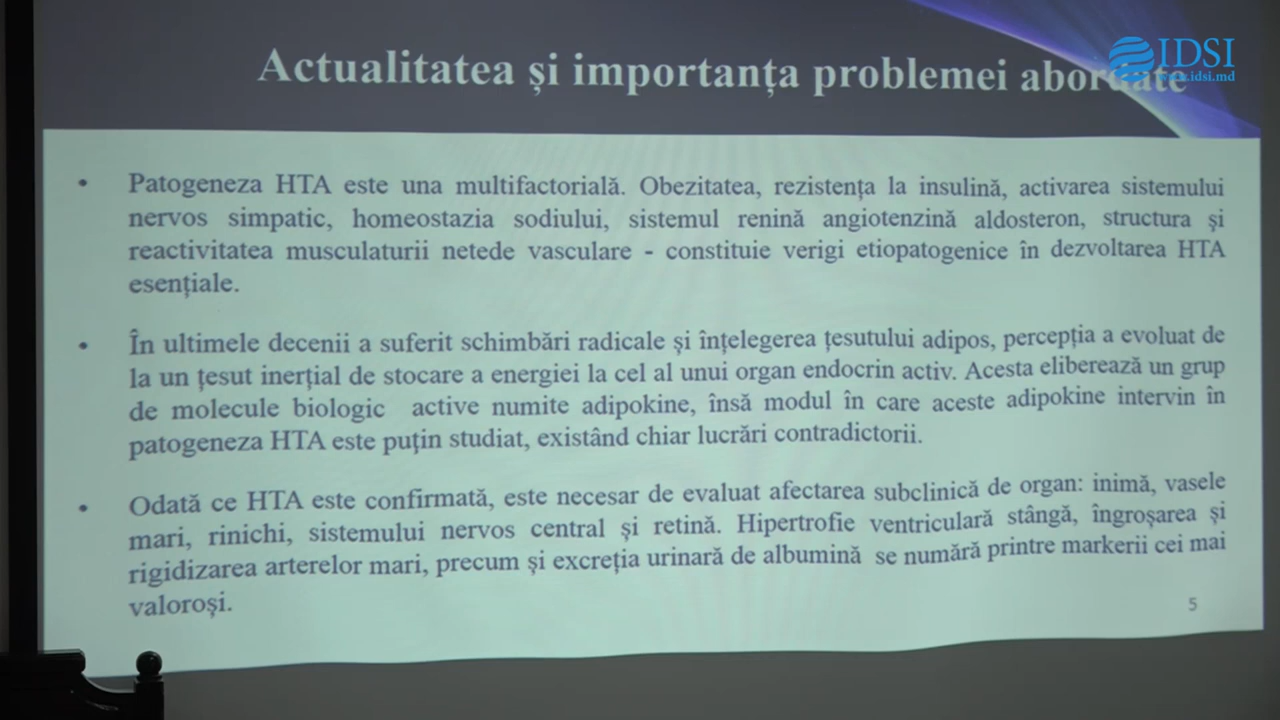 IDSI
www.idsi.md
Actualitatea și importanța problemei abordate
• Patogeneza HTA este una multifactorială. Obezitatea, rezistența la insulină, activarea sistemului
nervos simpatic, homeostazia sodiului, sistemul renină angiotenzină aldosteron, structura și
reactivitatea musculaturii netede vasculare - constituie verigi etiopatogenice în dezvoltarea HTA
esențiale.
• În ultimele decenii a suferit schimbări radicale și înțelegerea țesutului adipos, percepția a evoluat de
la un țesut inerțial de stocare a energiei la cel al unui organ endocrin activ. Acesta eliberează un grup
de molecule biologic active numite adipokine, însă modul în care aceste adipokine intervin în
patogeneza HTA este puțin studiat, existând chiar lucrări contradictorii.
• Odată ce HTA este confirmată, este necesar de evaluat afectarea subclinică de organ: inimă, vasele
mari, rinichi, sistemului nervos central și retină. Hipertrofie ventriculară stângă, îngroșarea și
rigidizarea arterelor mari, precum și excreția urinară de albumină se numără printre markerii cei mai
valoroși.
5